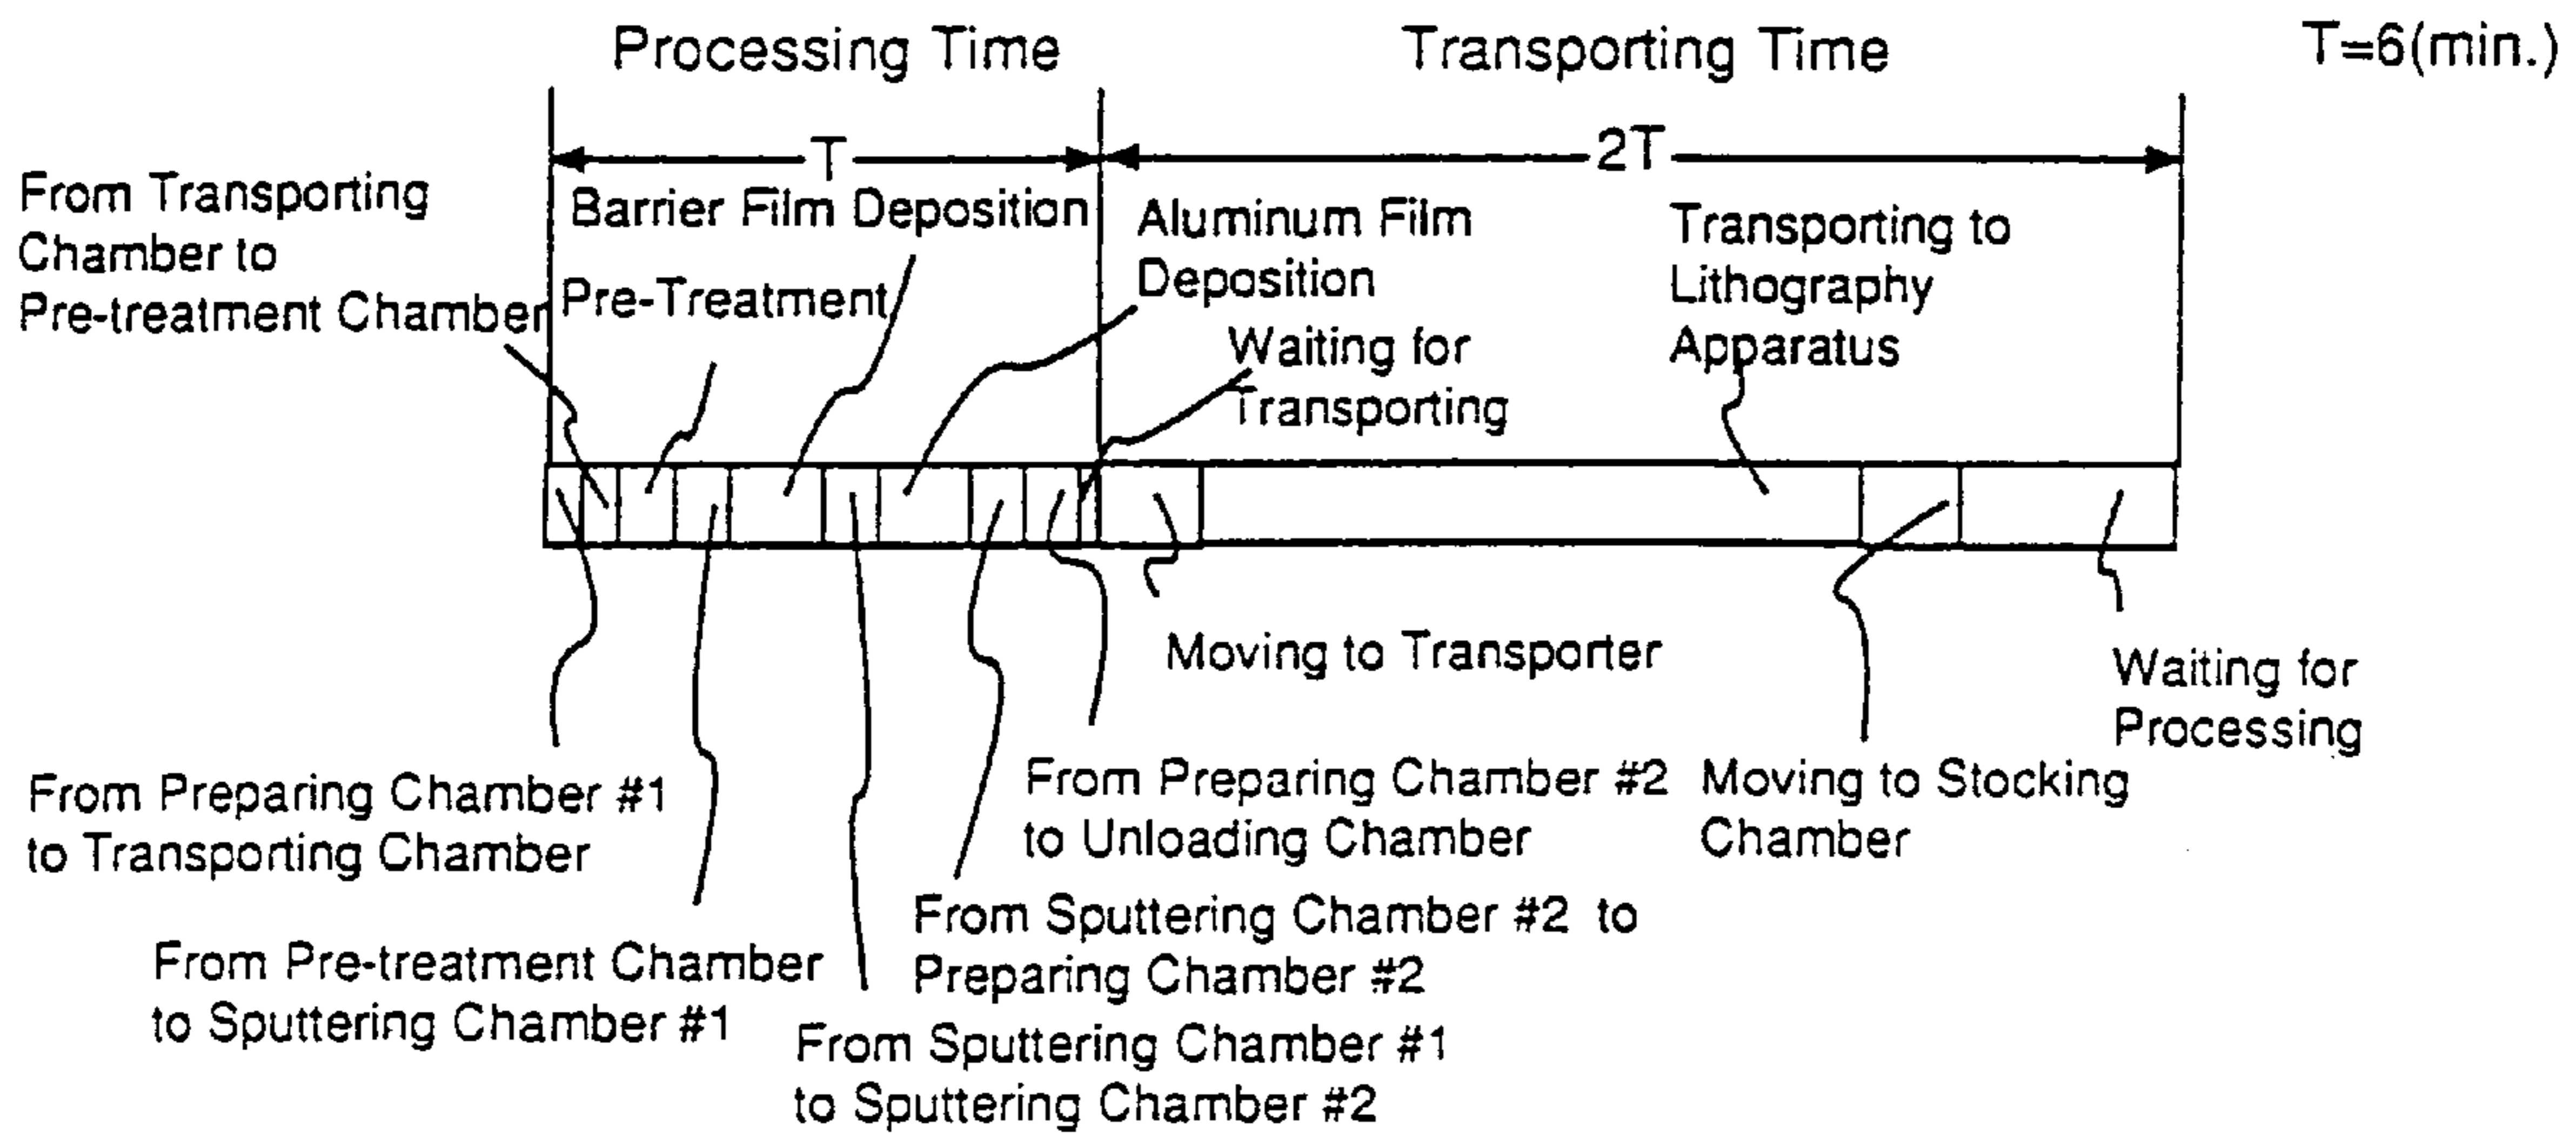 Processing Time
Transporting Time
T=6(min.)
T
2T
From Transporting
Chamber to
Pre-treatment Chamber
Barrier Film Deposition
Pre-Treatment
Aluminum Film
Deposition
Waiting for
Transporting
Transporting to
Lithography
Apparatus
Moving to Transporter
Waiting for
Processing
From Preparing Chamber #1
to Transporting Chamber
From Preparing Chamber #2
to Unloading Chamber
Moving to Stocking
Chamber
From Pre-treatment Chamber
to Sputtering Chamber #1
From Sputtering Chamber #2 to
Preparing Chamber #2
From Sputtering Chamber #1
to Sputtering Chamber #2